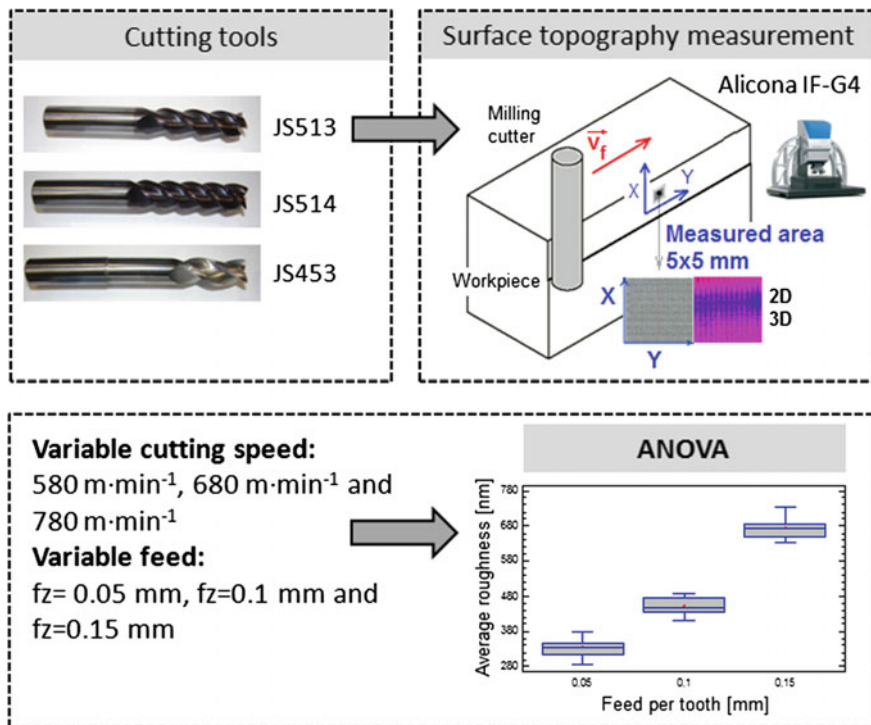 Cutting tools
JS513
JS514
JS453
Surface topography measurement
Alicona IF-G4
Milling
cutter
v_f
X
Y
Measured area
5x5 mm
Workpiece
X
2D
3D
Y
Variable cutting speed:
580 m·min⁻¹, 680 m·min⁻¹ and
780 m·min⁻¹
Variable feed:
fz= 0.05 mm, fz=0.1 mm and
fz=0.15 mm
ANOVA
Average roughness [nm]
780
680
580
480
380
280
0.05
0.1
0.15
Feed per tooth [mm]